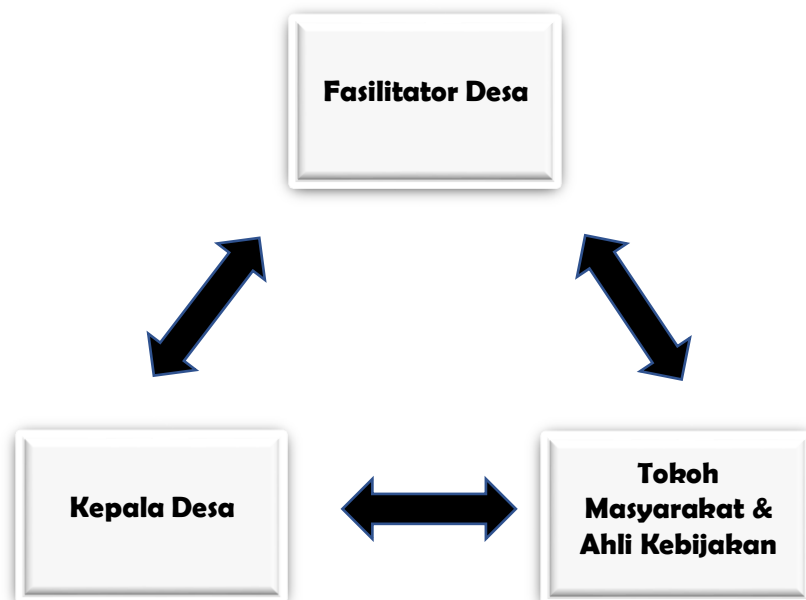 Fasilitator Desa
Kepala Desa
Tokoh
Masyarakat &
Ahli Kebijakan